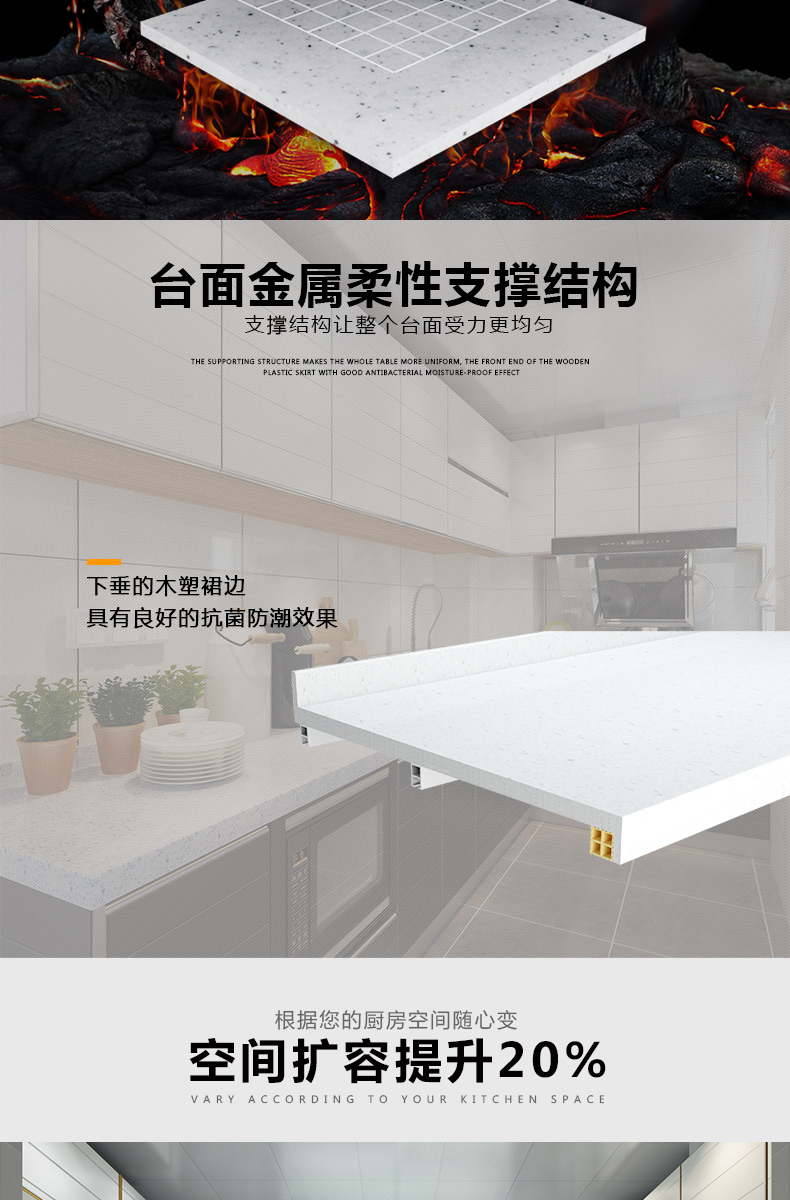 台面金属柔性支撑结构
支撑结构让整个台面受力更均匀
THE SUPPORTING STRUCTURE MAKES THE WHOLE TABLE MORE UNIFORM, THE FRONT END OF THE WOODEN
PLASTIC SKIRT WITH GOOD ANTIBACTERIAL MOISTURE-PROOF EFFECT
下垂的木塑裙边
具有良好的抗菌防潮效果
根据您的厨房空间随心变
空间扩容提升20%
VARY ACCORDING TO YOUR KITCHEN SPACE